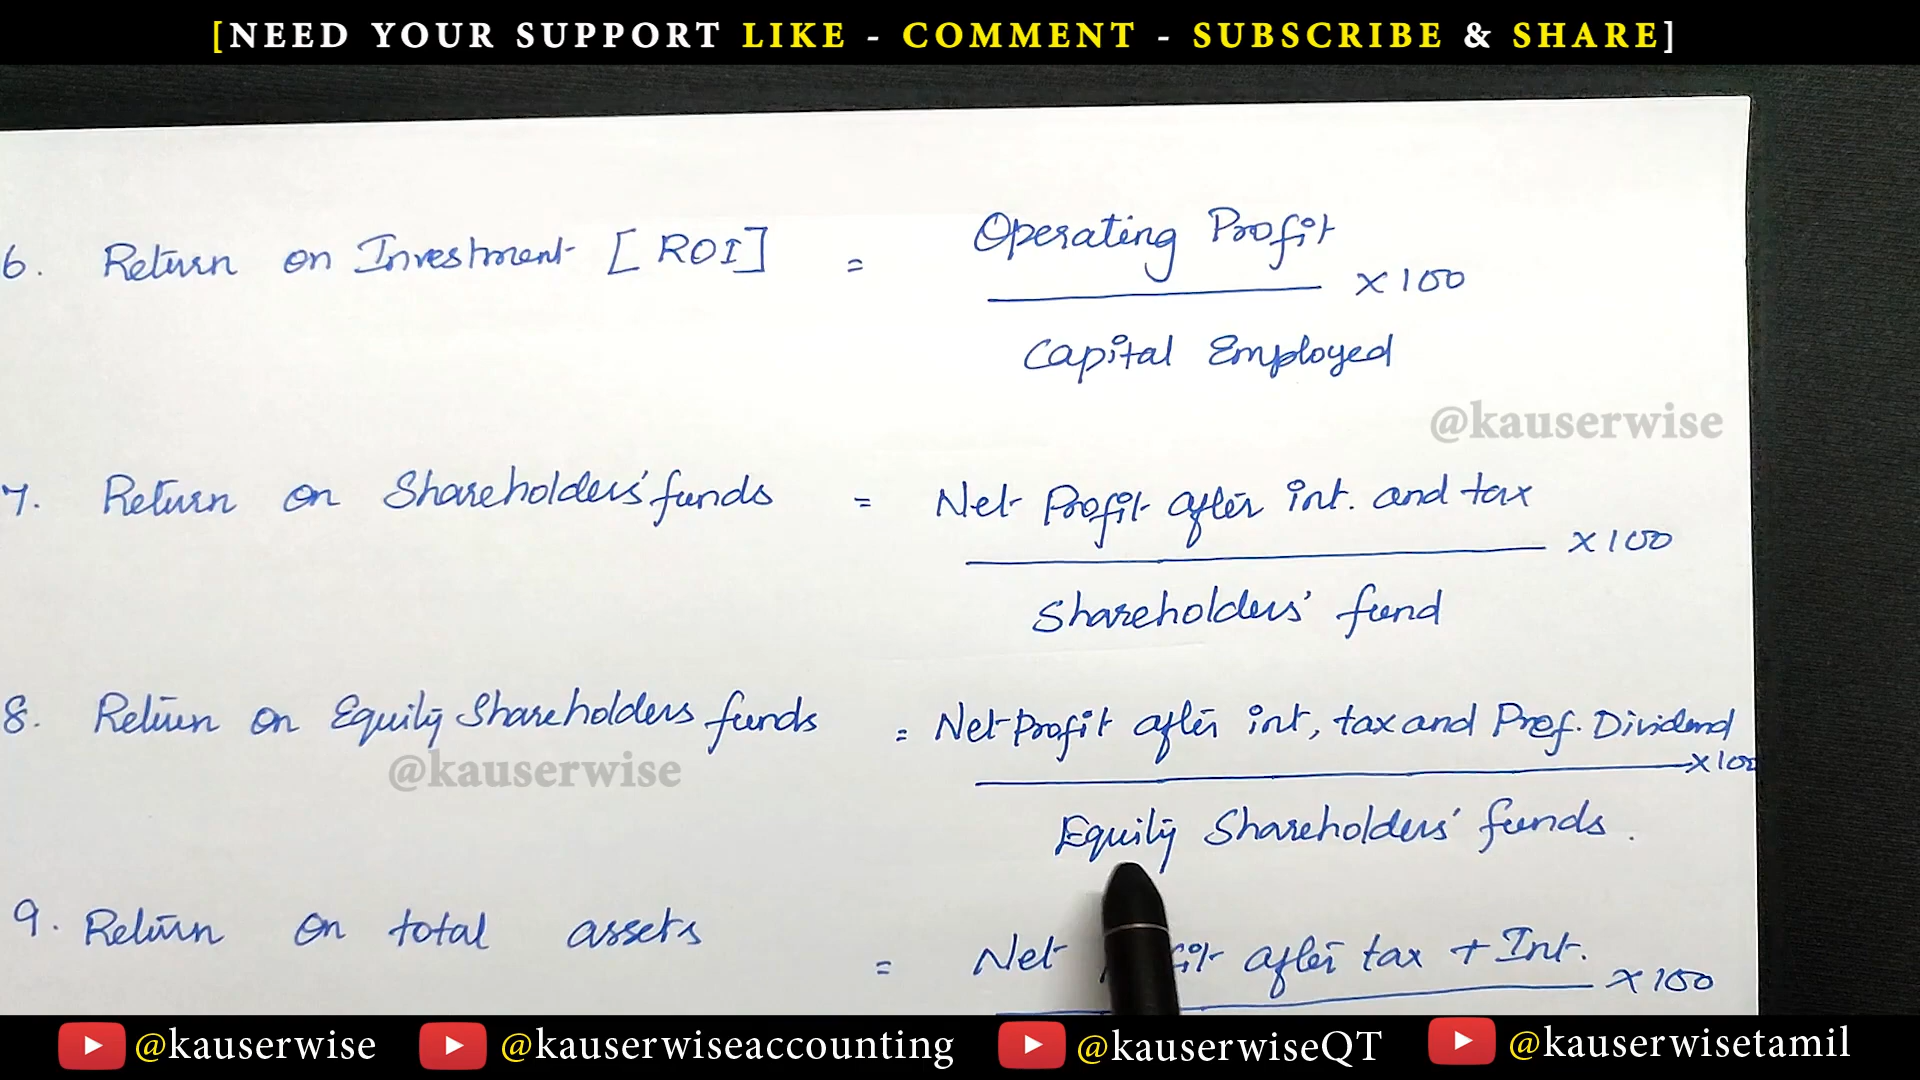 [NEED YOUR SUPPORT LIKE - COMMENT - SUBSCRIBE & SHARE]
6. Return on Investment [ROI] = Operating Profit
x 100
Capital Employed
@kauserwise
7. Return on Shareholders' funds = Net Profit after int. and tax
x 100
Shareholders' fund
8. Return on Equity Shareholders funds = Net Profit after int, tax and Pref. Dividend
x 100
@kauserwise
Equity Shareholders' funds.
9. Return on total assets = Net after tax + Int.
x 100
@kauserwise @kauserwiseaccounting @kauserwiseQT @kauserwisetamil